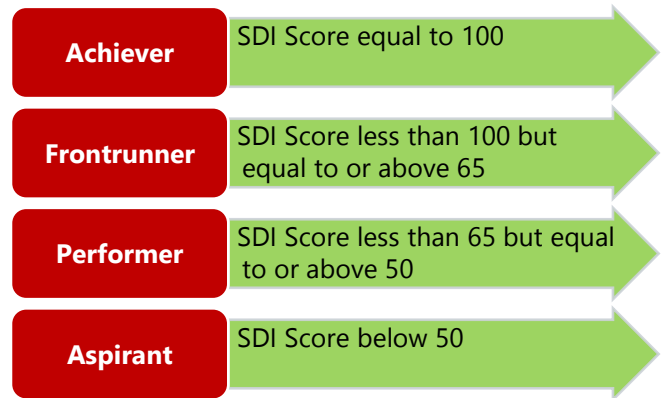 Achiever
SDI Score equal to 100
Frontrunner
SDI Score less than 100 but
equal to or above 65
Performer
SDI Score less than 65 but equal
to or above 50
Aspirant
SDI Score below 50